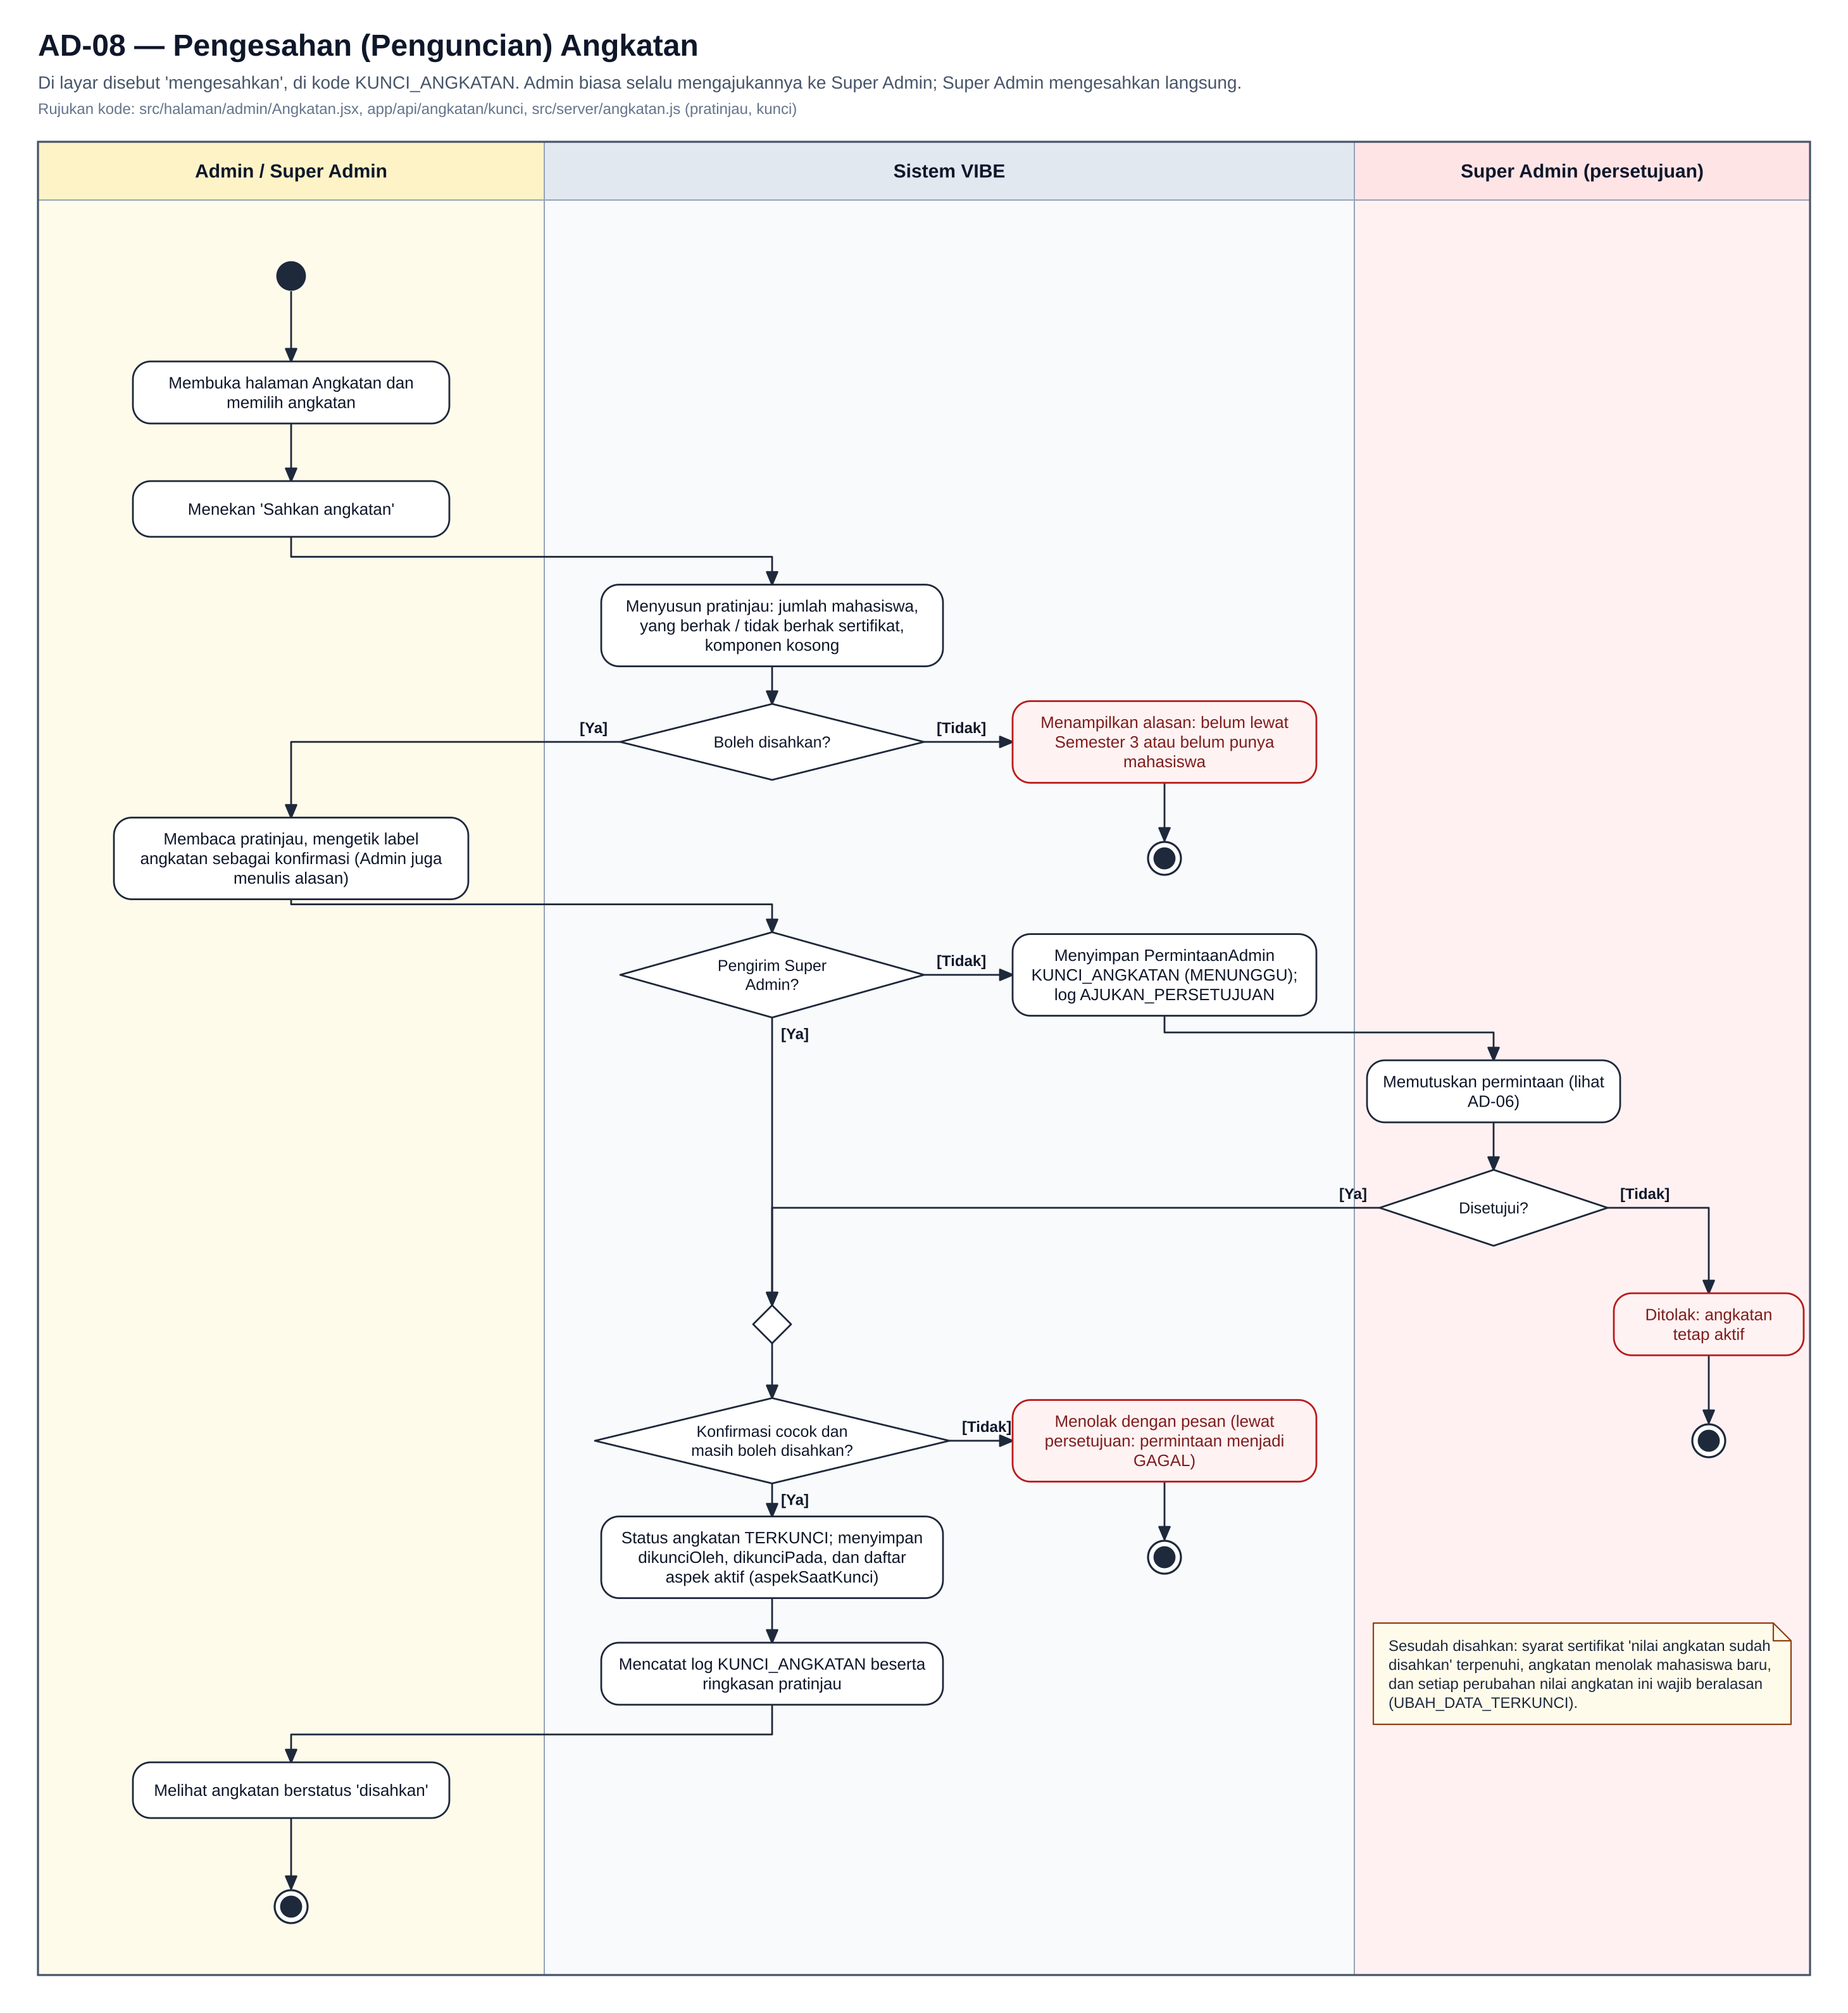 AD-08 — Pengesahan (Penguncian) Angkatan
Di layar disebut 'mengesahkan', di kode KUNCI_ANGKATAN. Admin biasa selalu mengajukannya ke Super Admin; Super Admin mengesahkan langsung.
Rujukan kode: src/halaman/admin/Angkatan.jsx, app/api/angkatan/kunci, src/server/angkatan.js (pratinjau, kunci)
Admin / Super Admin
Sistem VIBE
Super Admin (persetujuan)
Membuka halaman Angkatan dan
memilih angkatan
Menekan 'Sahkan angkatan'
Menyusun pratinjau: jumlah mahasiswa,
yang berhak / tidak berhak sertifikat,
komponen kosong
[Ya]
Boleh disahkan?
[Tidak]
Menampilkan alasan: belum lewat
Semester 3 atau belum punya
mahasiswa
Membaca pratinjau, mengetik label
angkatan sebagai konfirmasi (Admin juga
menulis alasan)
Pengirim Super
Admin?
[Tidak]
Menyimpan PermintaanAdmin
KUNCI_ANGKATAN (MENUNGGU);
log AJUKAN_PERSETUJUAN
[Ya]
Memutuskan permintaan (lihat
AD-06)
[Ya]
Disetujui?
[Tidak]
Ditolak: angkatan
tetap aktif
Konfirmasi cocok dan
masih boleh disahkan?
[Tidak]
Menolak dengan pesan (lewat
persetujuan: permintaan menjadi
GAGAL)
[Ya]
Status angkatan TERKUNCI; menyimpan
dikunciOleh, dikunciPada, dan daftar
aspek aktif (aspekSaatKunci)
Mencatat log KUNCI_ANGKATAN beserta
ringkasan pratinjau
Sesudah disahkan: syarat sertifikat 'nilai angkatan sudah
disahkan' terpenuhi, angkatan menolak mahasiswa baru,
dan setiap perubahan nilai angkatan ini wajib beralasan
(UBAH_DATA_TERKUNCI).
Melihat angkatan berstatus 'disahkan'